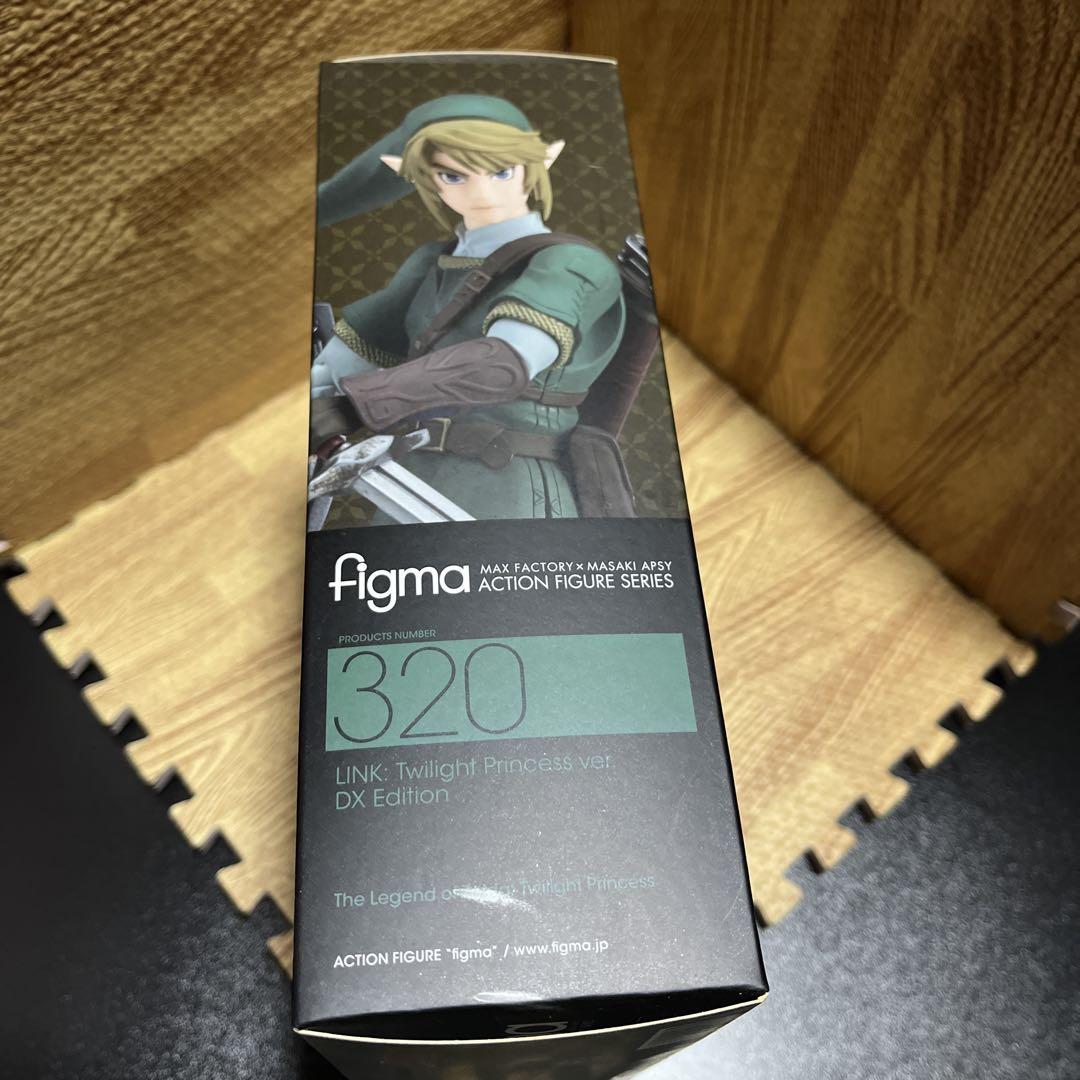 figma
MAX FACTORY × MASAKI APSY
ACTION FIGURE SERIES
PRODUCTS NUMBER
320
LINK: Twilight Princess ver.
DX Edition
The Legend of Twilight Princess
ACTION FIGURE "figma" / www.figma.jp